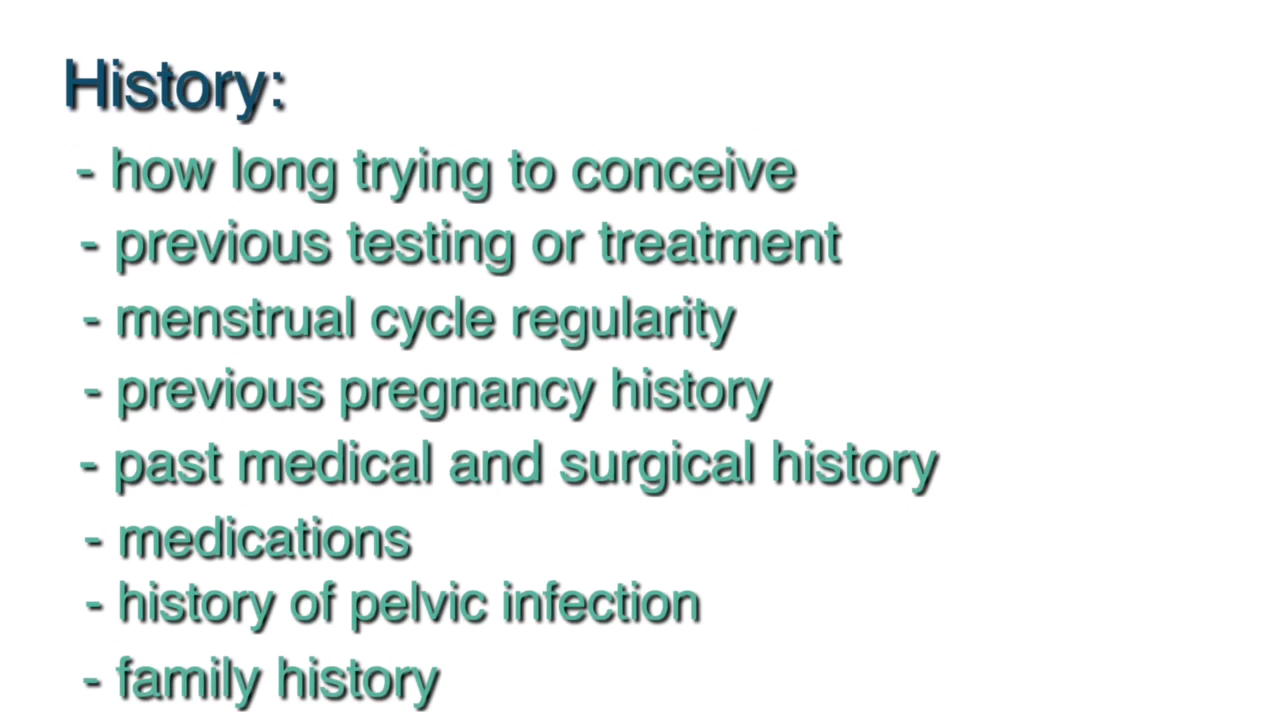 History:
- how long trying to conceive
- previous testing or treatment
- menstrual cycle regularity
- previous pregnancy history
- past medical and surgical history
- medications
- history of pelvic infection
- family history